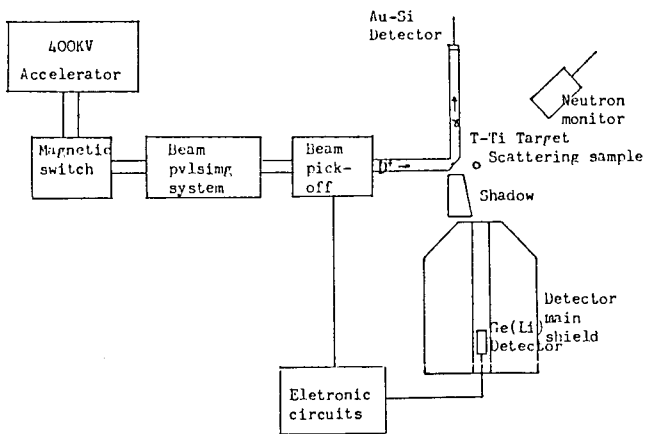 400KV
Accelerator
Au-Si
Detector
Neutron
monitor
Magnetic
switch
Beam
pvlsimg
system
Beam
pick-
off
T-Ti Target
Scattering sample
Shadow
Detector
main
shield
Ge(Li)
Detector
Eletronic
circuits